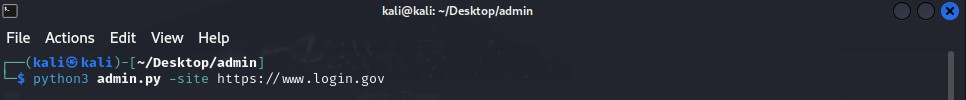 kali@kali: ~/Desktop/admin
File Actions Edit View Help
┌──(kali㉿kali)-[~/Desktop/admin]
└─$ python3 admin.py -site https://www.login.gov